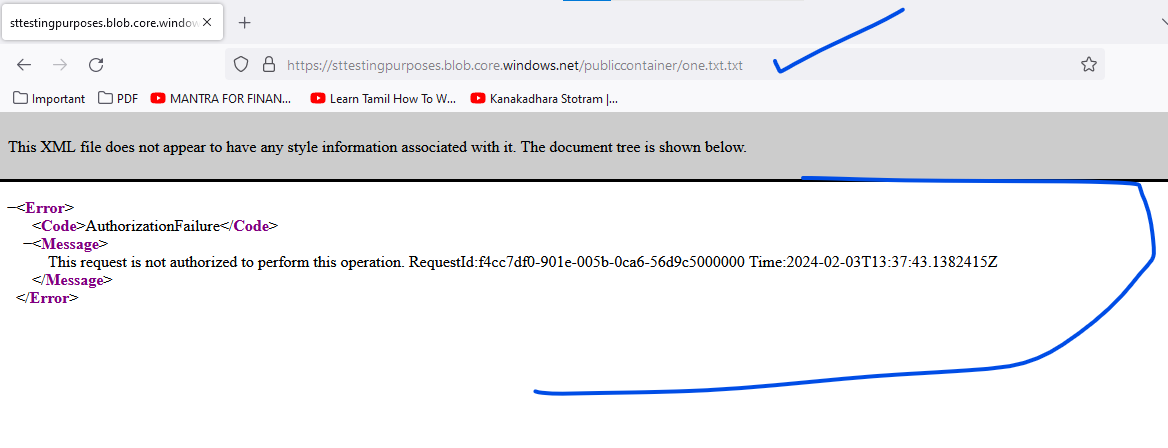 sttestingpurposes.blob.core.window
https://sttestingpurposes.blob.core.windows.net/publiccontainer/one.txt.txt
Important PDF MANTRA FOR FINAN... Learn Tamil How To W... Kanakadhara Stotram |...
This XML file does not appear to have any style information associated with it. The document tree is shown below.
−<Error>
<Code>AuthorizationFailure</Code>
−<Message>
This request is not authorized to perform this operation. RequestId:f4cc7df0-901e-005b-0ca6-56d9c5000000 Time:2024-02-03T13:37:43.1382415Z
</Message>
</Error>